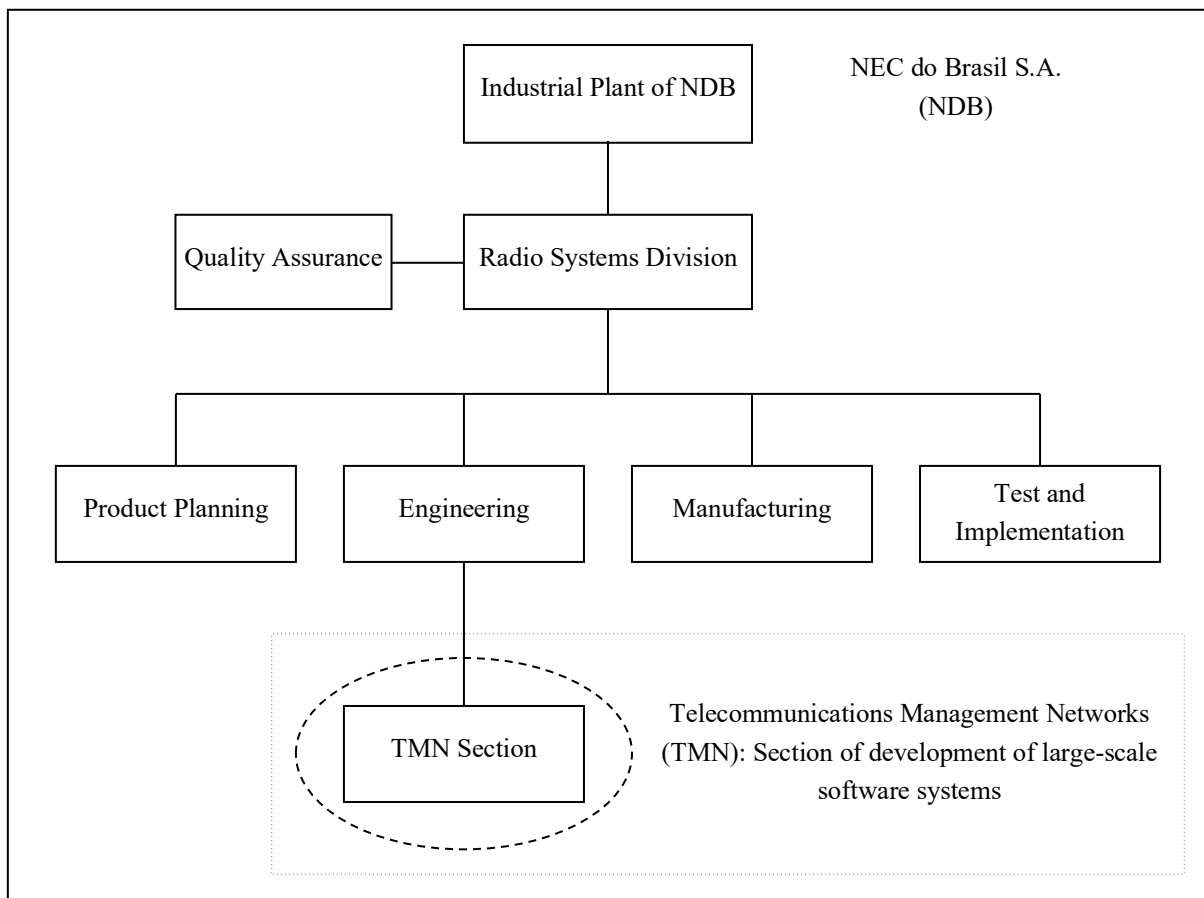 Industrial Plant of NDB
NEC do Brasil S.A.
(NDB)
Quality Assurance
Radio Systems Division
Product Planning
Engineering
Manufacturing
Test and
Implementation
TMN Section
Telecommunications Management Networks
(TMN): Section of development of large-scale
software systems